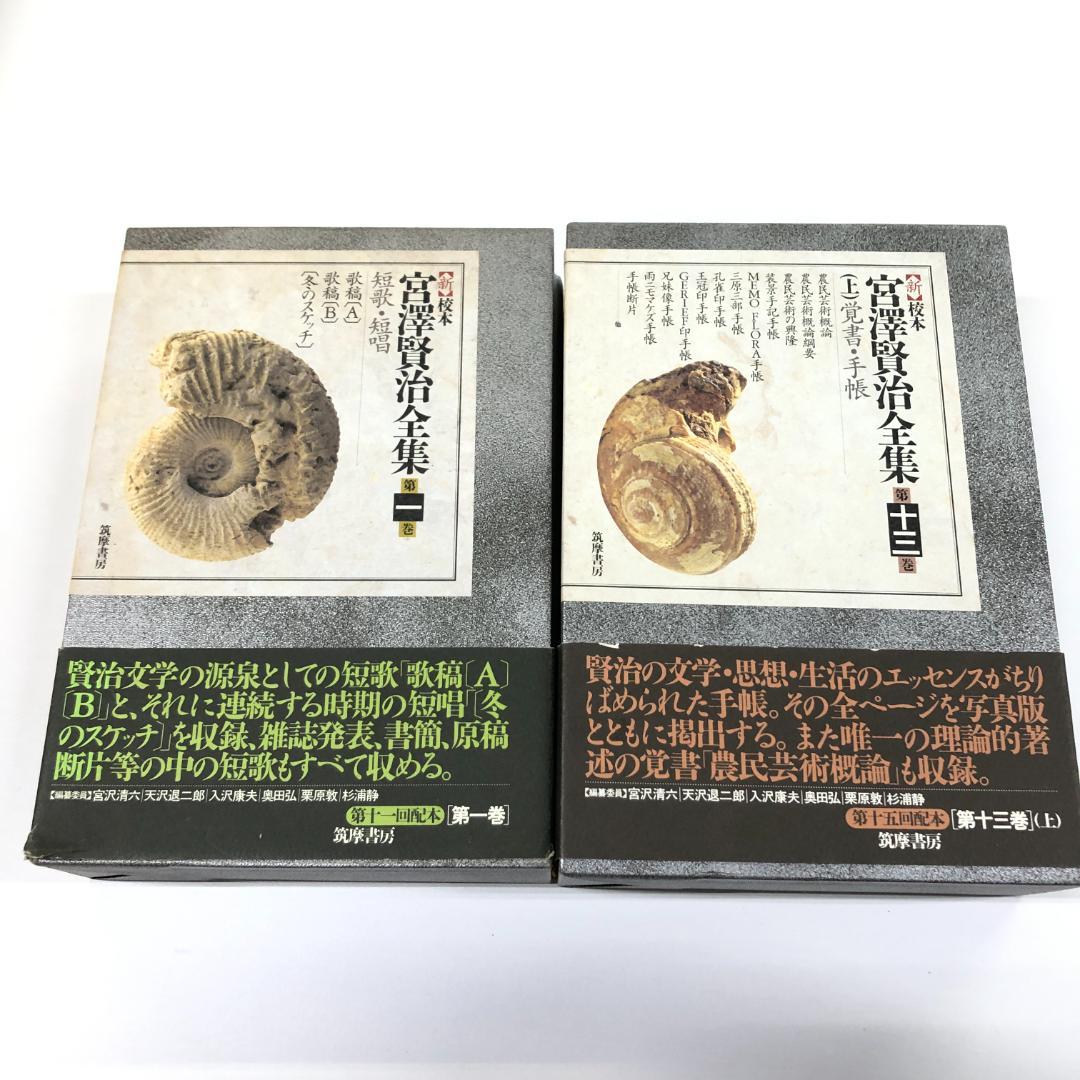 【新】校本
宮澤賢治全集
第一巻
短歌・短唱
歌稿〔A〕
歌稿〔B〕
〔冬のスケッチ〕
筑摩書房
賢治文学の源泉としての短歌「歌稿〔A〕
〔B〕」と、それに連続する時期の短唱「冬
のスケッチ」を収録、雑誌発表、書簡、原稿
断片等の中の短歌もすべて収める。
【編纂委員】宮沢清六|天沢退二郎|入沢康夫|奥田弘|栗原敦|杉浦静
第十一回配本[第一巻]
筑摩書房
【新】校本
宮澤賢治全集
第十三巻
(上)覚書・手帳
農民芸術概論
農民芸術概論綱要
農民芸術の興隆
装景手記手帳
MEMO FLORA手帳
三原三部手帳
孔雀印手帳
王冠印手帳
GERIEF印手帳
兄妹像手帳
雨ニモマケズ手帳
手帳断片
筑摩書房
賢治の文学・思想・生活のエッセンスがちり
ばめられた手帳。その全ページを写真版
とともに掲出する。また唯一の理論的著
述の覚書「農民芸術概論」も収録。
【編纂委員】宮沢清六|天沢退二郎|入沢康夫|奥田弘|栗原敦|杉浦静
第十五回配本[第十三巻](上)
筑摩書房